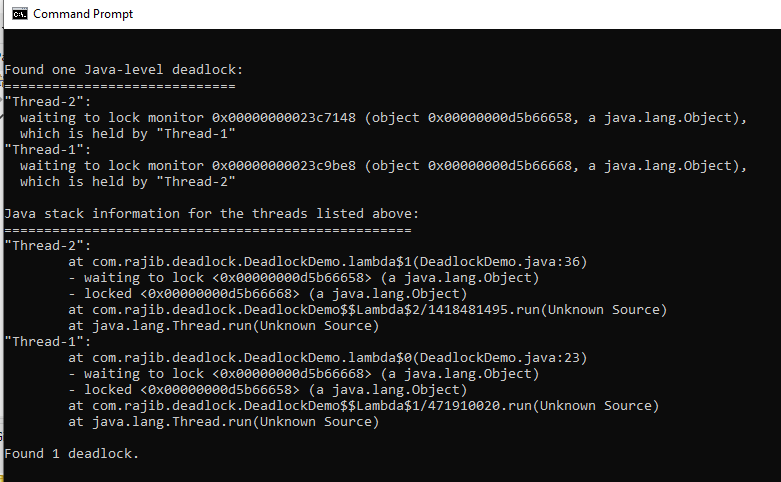 Command Prompt
Found one Java-level deadlock:
=============================
"Thread-2":
  waiting to lock monitor 0x00000000023c7148 (object 0x00000000d5b66658, a java.lang.Object),
  which is held by "Thread-1"
"Thread-1":
  waiting to lock monitor 0x00000000023c9be8 (object 0x00000000d5b66668, a java.lang.Object),
  which is held by "Thread-2"
Java stack information for the threads listed above:
===================================================
"Thread-2":
        at com.rajib.deadlock.DeadlockDemo.lambda$1(DeadlockDemo.java:36)
        - waiting to lock <0x00000000d5b66658> (a java.lang.Object)
        - locked <0x00000000d5b66668> (a java.lang.Object)
        at com.rajib.deadlock.DeadlockDemo$$Lambda$2/1418481495.run(Unknown Source)
        at java.lang.Thread.run(Unknown Source)
"Thread-1":
        at com.rajib.deadlock.DeadlockDemo.lambda$0(DeadlockDemo.java:23)
        - waiting to lock <0x00000000d5b66668> (a java.lang.Object)
        - locked <0x00000000d5b66658> (a java.lang.Object)
        at com.rajib.deadlock.DeadlockDemo$$Lambda$1/471910020.run(Unknown Source)
        at java.lang.Thread.run(Unknown Source)
Found 1 deadlock.